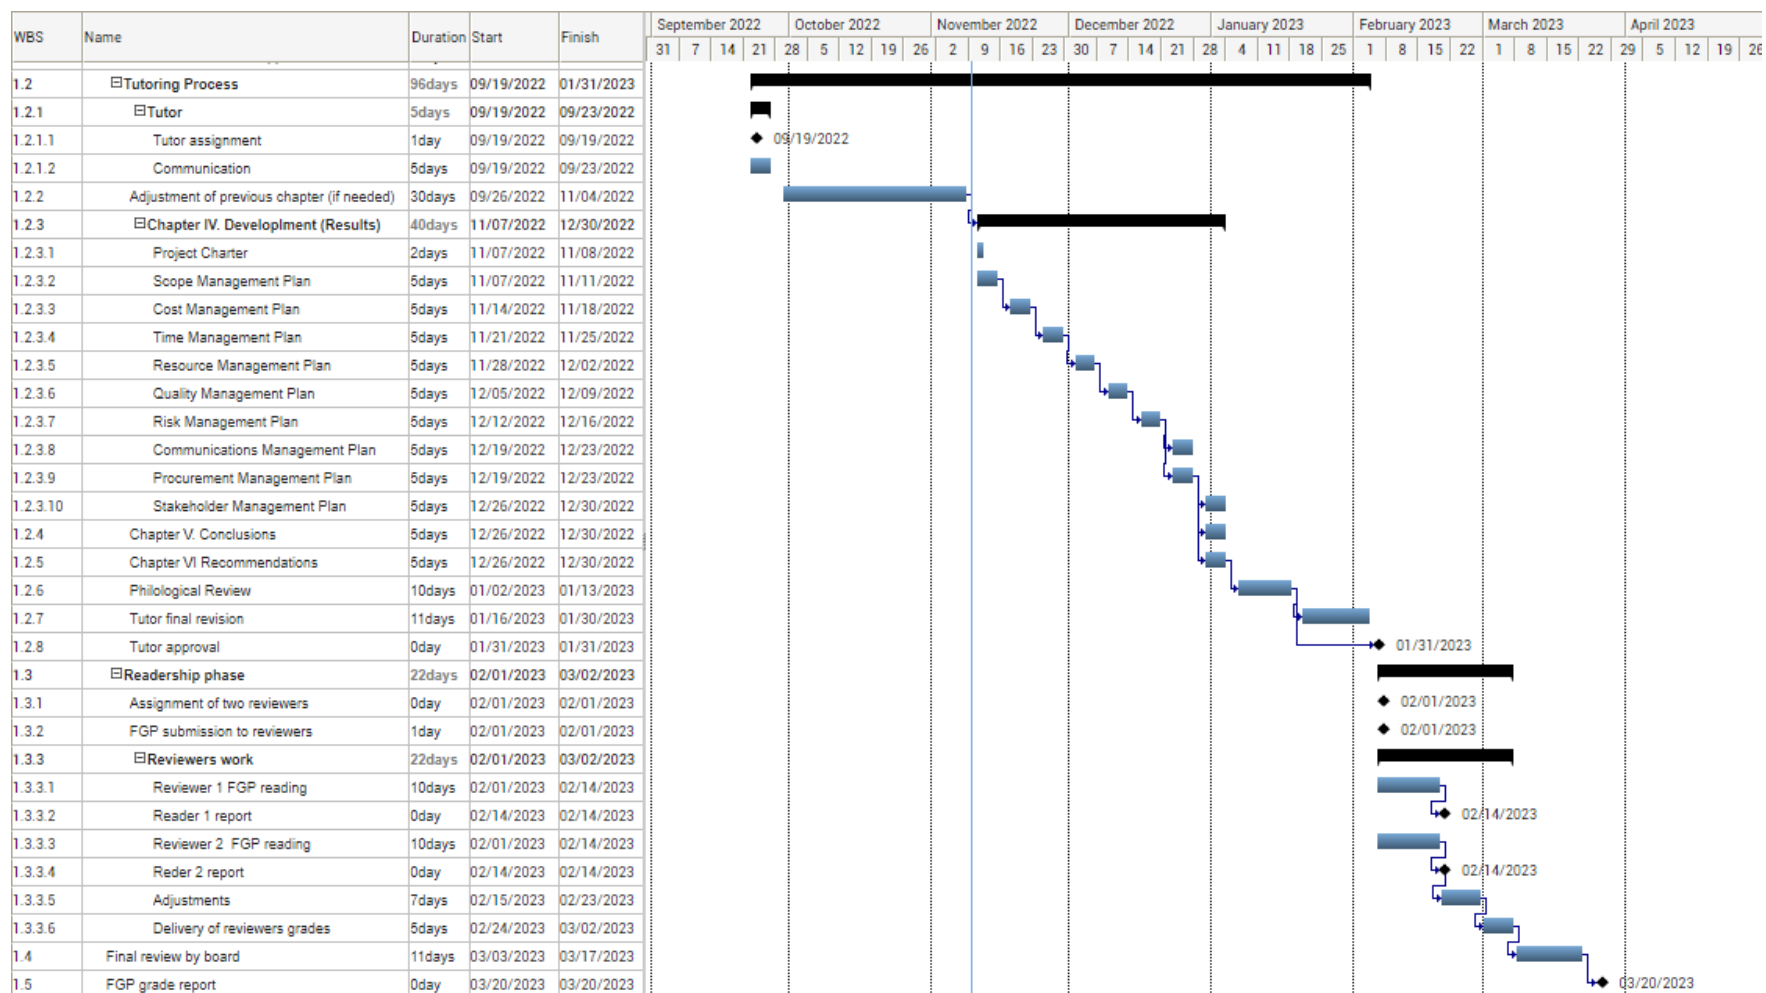 WBS Name Duration Start Finish September 2022 October 2022 November 2022 December 2022 January 2023 February 2023 March 2023 April 2023
31 7 14 21 28 5 12 19 26 2 9 16 23 30 7 14 21 28 4 11 18 25 1 8 15 22 1 8 15 22 29 5 12 19 26
1.2 Tutoring Process 96days 09/19/2022 01/31/2023
1.2.1 Tutor 5days 09/19/2022 09/23/2022
1.2.1.1 Tutor assignment 1day 09/19/2022 09/19/2022 09/19/2022
1.2.1.2 Communication 5days 09/19/2022 09/23/2022
1.2.2 Adjustment of previous chapter (if needed) 30days 09/26/2022 11/04/2022
1.2.3 Chapter IV. Developlment (Results) 40days 11/07/2022 12/30/2022
1.2.3.1 Project Charter 2days 11/07/2022 11/08/2022
1.2.3.2 Scope Management Plan 5days 11/07/2022 11/11/2022
1.2.3.3 Cost Management Plan 5days 11/14/2022 11/18/2022
1.2.3.4 Time Management Plan 5days 11/21/2022 11/25/2022
1.2.3.5 Resource Management Plan 5days 11/28/2022 12/02/2022
1.2.3.6 Quality Management Plan 5days 12/05/2022 12/09/2022
1.2.3.7 Risk Management Plan 5days 12/12/2022 12/16/2022
1.2.3.8 Communications Management Plan 5days 12/19/2022 12/23/2022
1.2.3.9 Procurement Management Plan 5days 12/19/2022 12/23/2022
1.2.3.10 Stakeholder Management Plan 5days 12/26/2022 12/30/2022
1.2.4 Chapter V. Conclusions 5days 12/26/2022 12/30/2022
1.2.5 Chapter VI Recommendations 5days 12/26/2022 12/30/2022
1.2.6 Philological Review 10days 01/02/2023 01/13/2023
1.2.7 Tutor final revision 11days 01/16/2023 01/30/2023
1.2.8 Tutor approval 0day 01/31/2023 01/31/2023 01/31/2023
1.3 Readership phase 22days 02/01/2023 03/02/2023
1.3.1 Assignment of two reviewers 0day 02/01/2023 02/01/2023 02/01/2023
1.3.2 FGP submission to reviewers 1day 02/01/2023 02/01/2023 02/01/2023
1.3.3 Reviewers work 22days 02/01/2023 03/02/2023
1.3.3.1 Reviewer 1 FGP reading 10days 02/01/2023 02/14/2023
1.3.3.2 Reader 1 report 0day 02/14/2023 02/14/2023 02/14/2023
1.3.3.3 Reviewer 2 FGP reading 10days 02/01/2023 02/14/2023
1.3.3.4 Reder 2 report 0day 02/14/2023 02/14/2023 02/14/2023
1.3.3.5 Adjustments 7days 02/15/2023 02/23/2023
1.3.3.6 Delivery of reviewers grades 5days 02/24/2023 03/02/2023
1.4 Final review by board 11days 03/03/2023 03/17/2023
1.5 FGP grade report 0day 03/20/2023 03/20/2023 03/20/2023